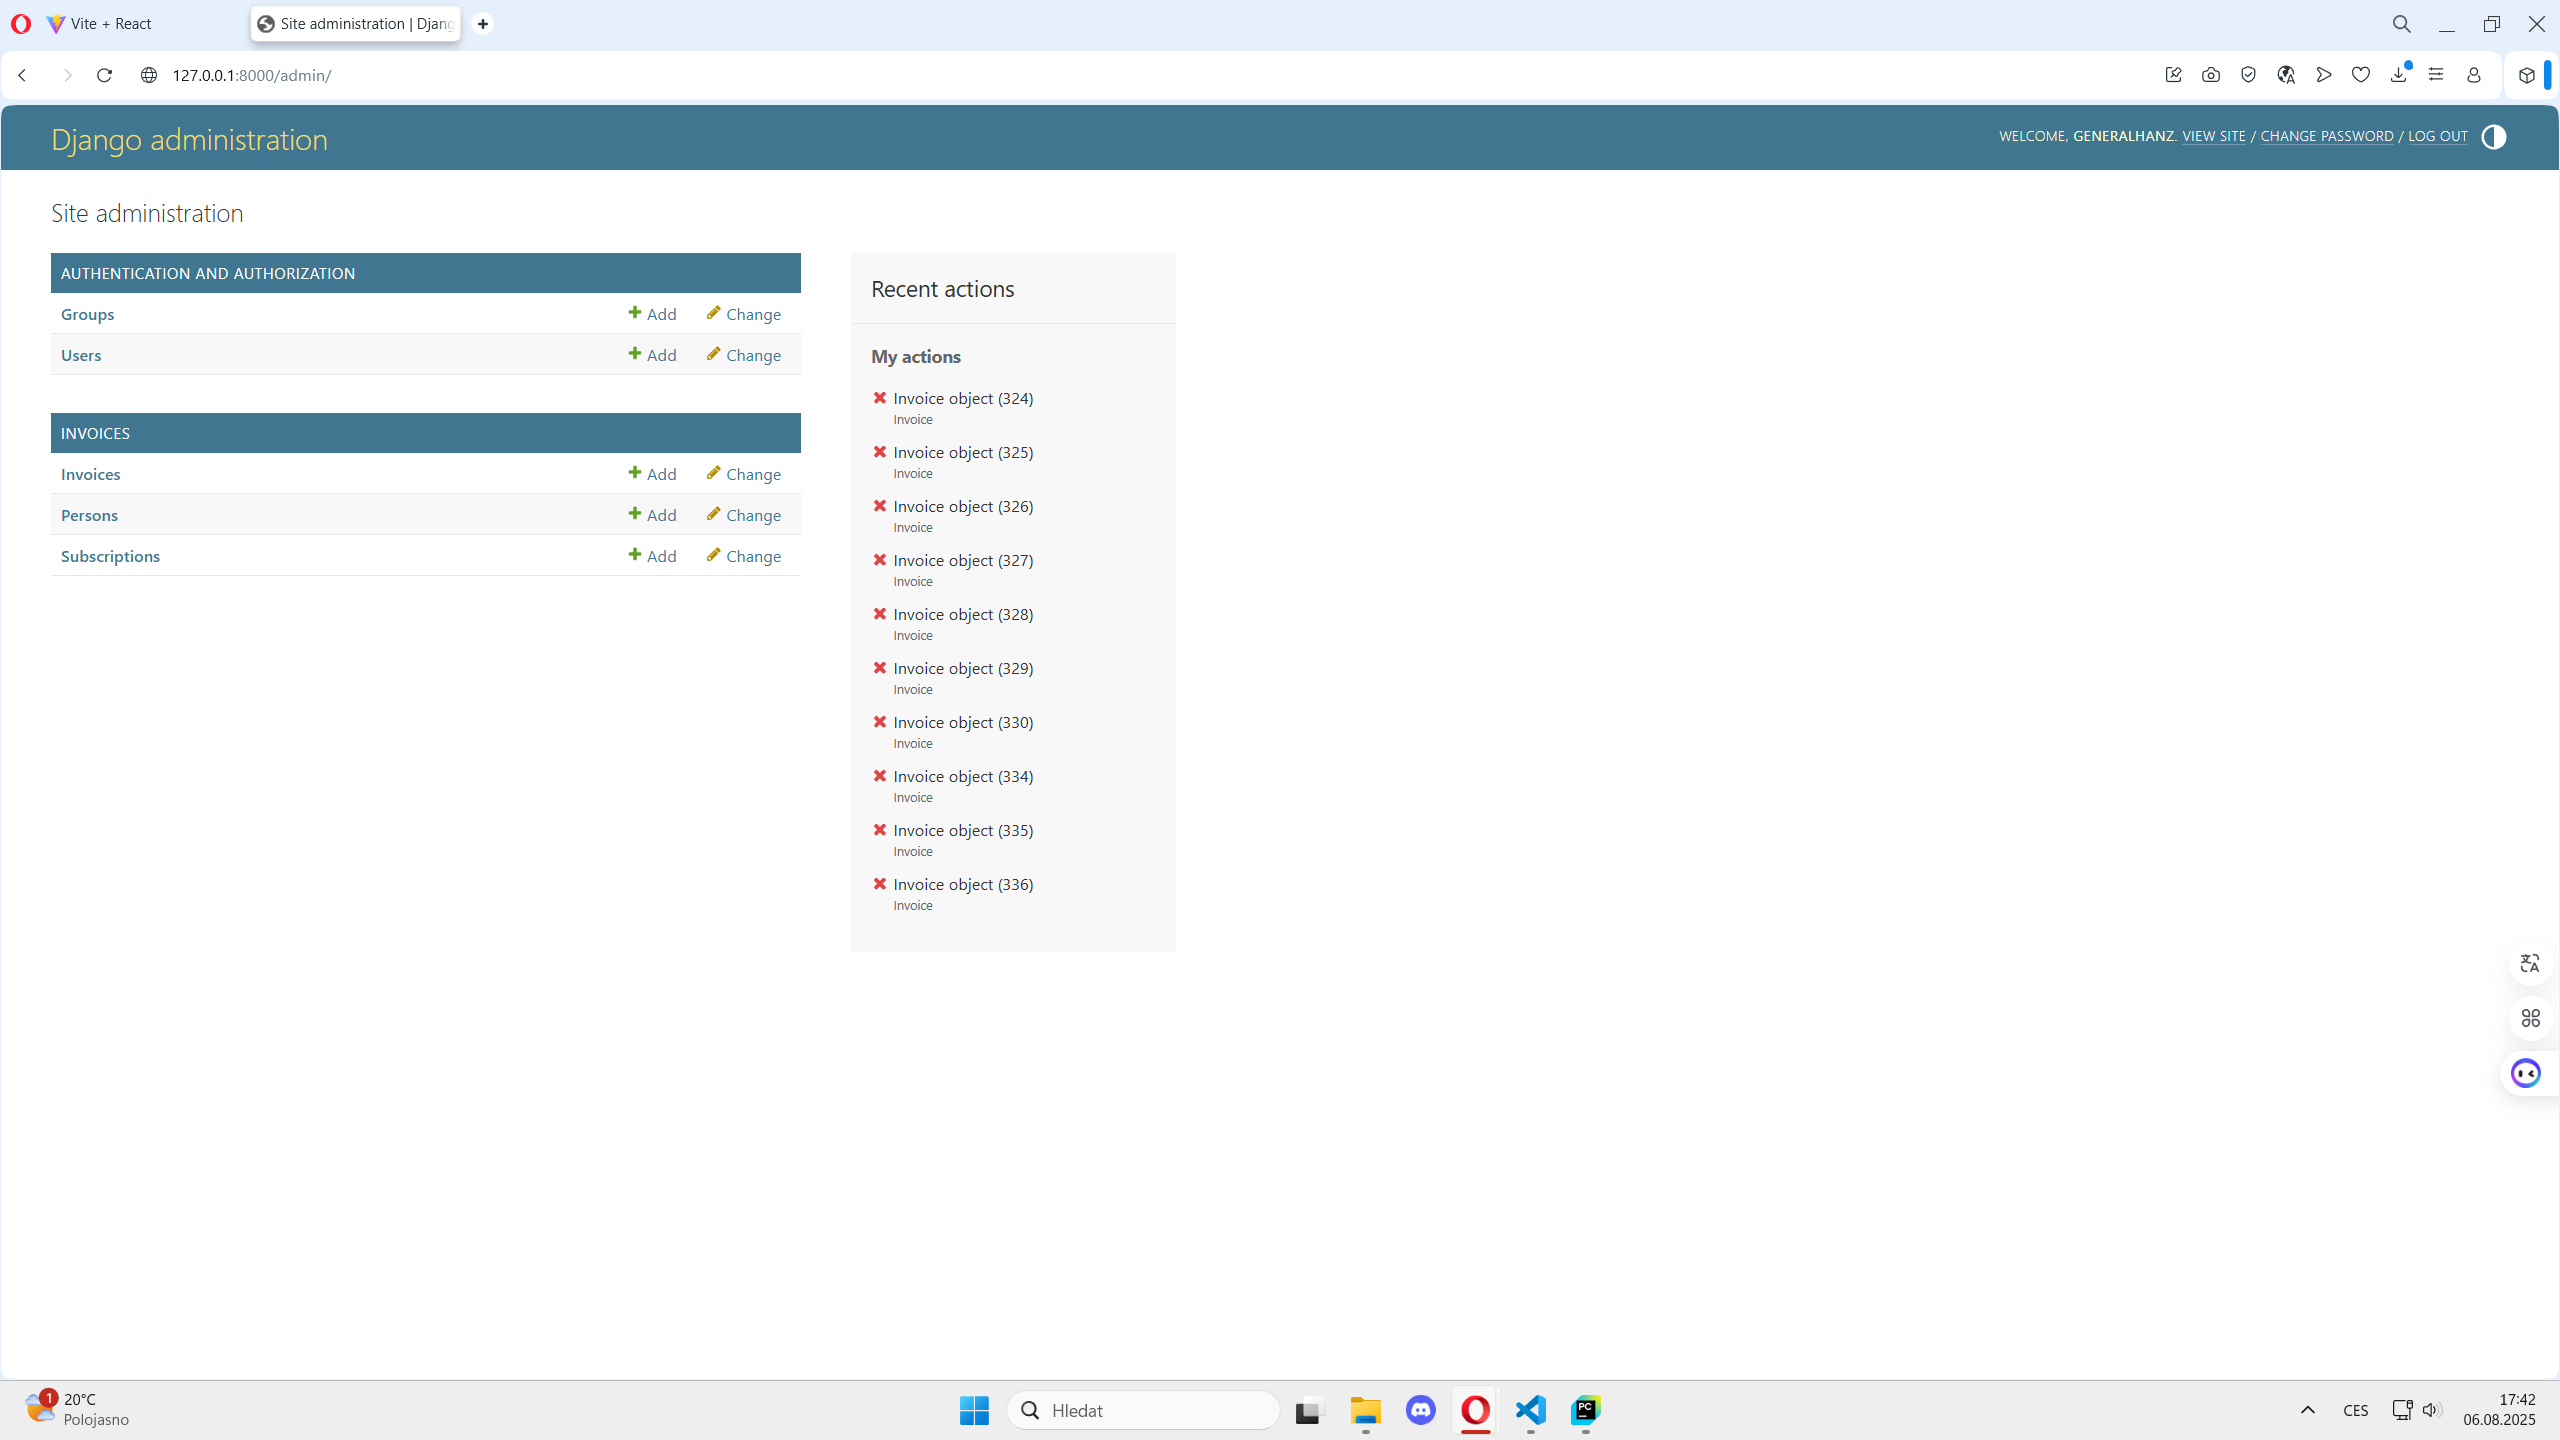 Vite + React
Site administration | Djang
127.0.0.1:8000/admin/
Django administration
WELCOME, GENERALHANZ. VIEW SITE / CHANGE PASSWORD / LOG OUT
Site administration
AUTHENTICATION AND AUTHORIZATION
Groups Add Change
Users Add Change
INVOICES
Invoices Add Change
Persons Add Change
Subscriptions Add Change
Recent actions
My actions
Invoice object (324)
Invoice
Invoice object (325)
Invoice
Invoice object (326)
Invoice
Invoice object (327)
Invoice
Invoice object (328)
Invoice
Invoice object (329)
Invoice
Invoice object (330)
Invoice
Invoice object (334)
Invoice
Invoice object (335)
Invoice
Invoice object (336)
Invoice
1
20°C
Polojasno
Hledat
PC
CES
17:42
06.08.2025